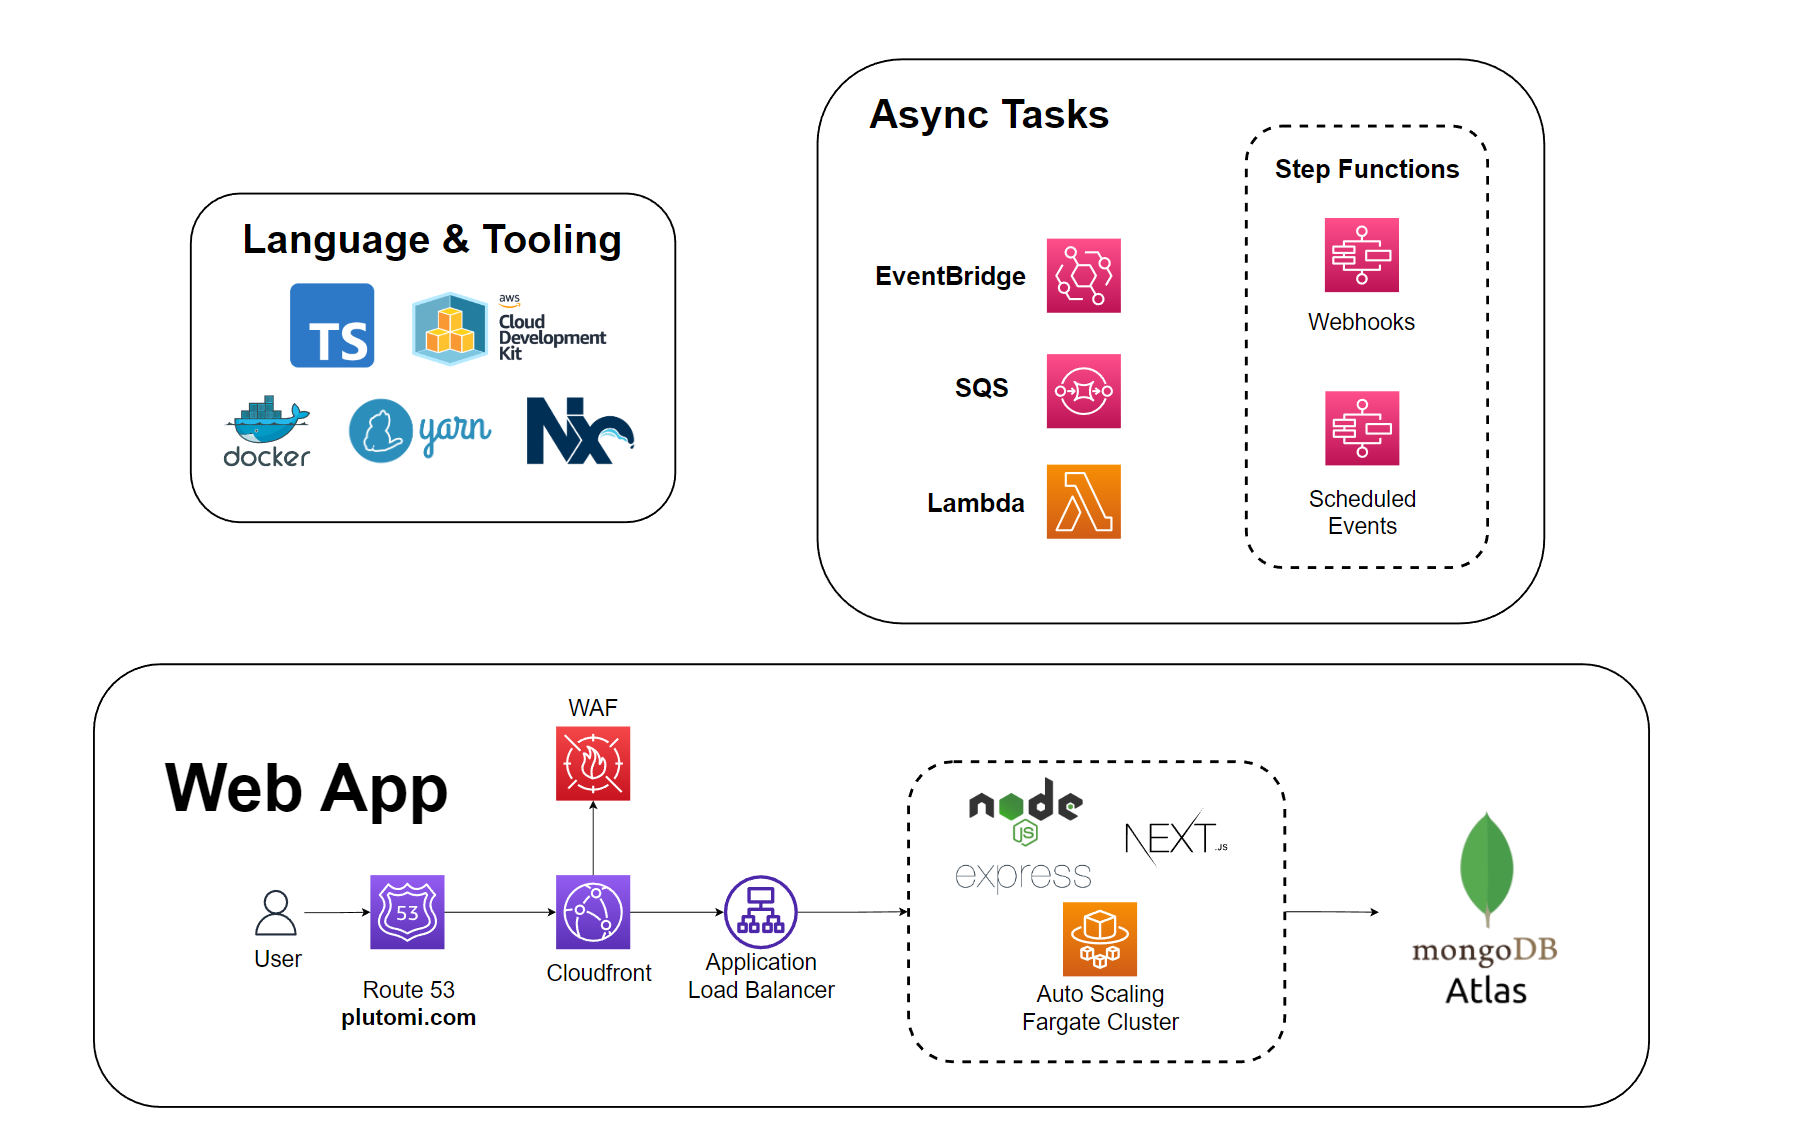 Async Tasks
Step Functions
EventBridge
Webhooks
SQS
Lambda
Scheduled
Events
Language & Tooling
TS
aws
Cloud
Development
Kit
docker
yarn
Nx
Web App
WAF
User
53
Route 53
plutomi.com
Cloudfront
Application
Load Balancer
node
JS
NEXT.JS
express
Auto Scaling
Fargate Cluster
mongoDB
Atlas